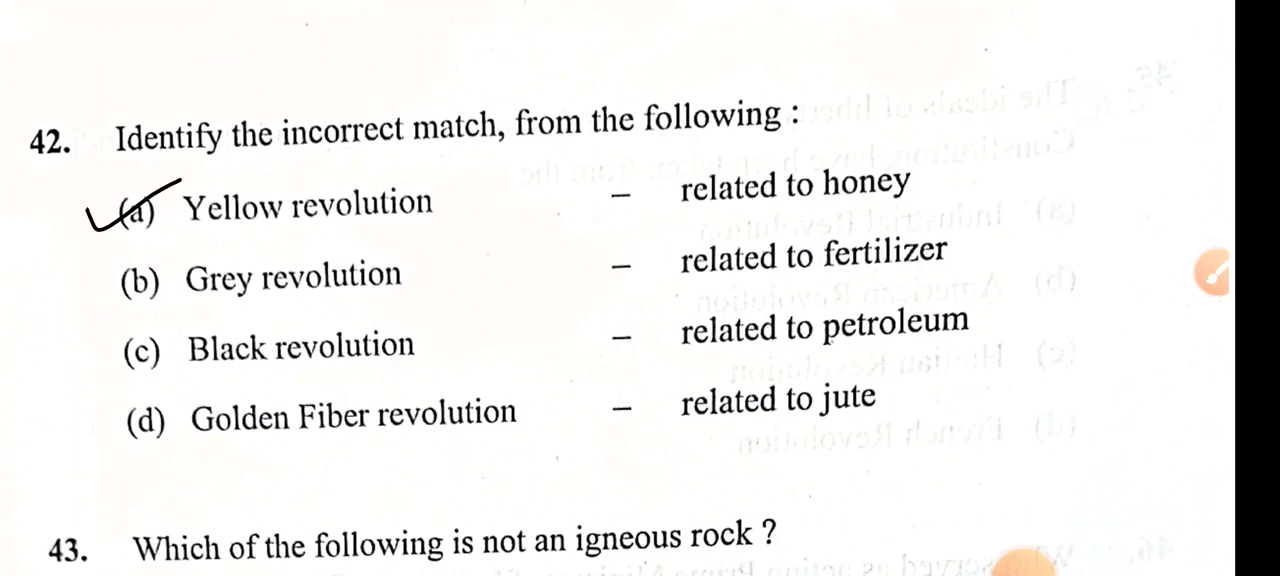 42. Identify the incorrect match, from the following :
(a) Yellow revolution – related to honey
(b) Grey revolution – related to fertilizer
(c) Black revolution – related to petroleum
(d) Golden Fiber revolution – related to jute
43. Which of the following is not an igneous rock ?